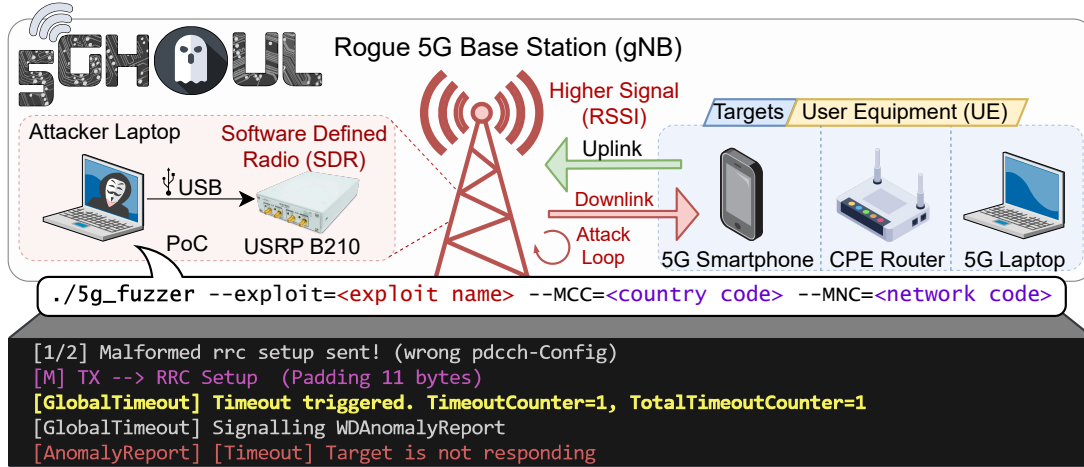 5GHOUL
Rogue 5G Base Station (gNB)
Attacker Laptop
Software Defined
Radio (SDR)
USB
PoC
USRP B210
Higher Signal
(RSSI)
Uplink
Downlink
Attack
Loop
Targets
User Equipment (UE)
5G Smartphone
CPE Router
5G Laptop
./5g_fuzzer --exploit=<exploit name> --MCC=<country code> --MNC=<network code>
[1/2] Malformed rrc setup sent! (wrong pdcch-Config)
[M] TX --> RRC Setup  (Padding 11 bytes)
[GlobalTimeout] Timeout triggered. TimeoutCounter=1, TotalTimeoutCounter=1
[GlobalTimeout] Signalling WDAnomalyReport
[AnomalyReport] [Timeout] Target is not responding